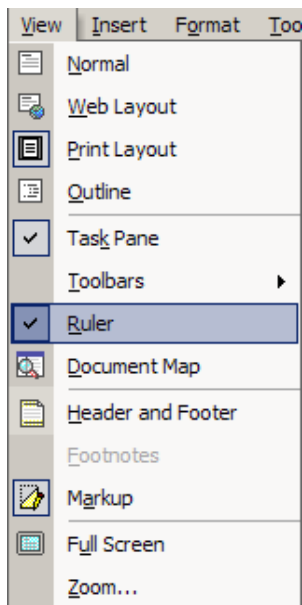 View Insert Format Too
Normal
Web Layout
Print Layout
Outline
Task Pane
Toolbars
Ruler
Document Map
Header and Footer
Footnotes
Markup
Full Screen
Zoom...